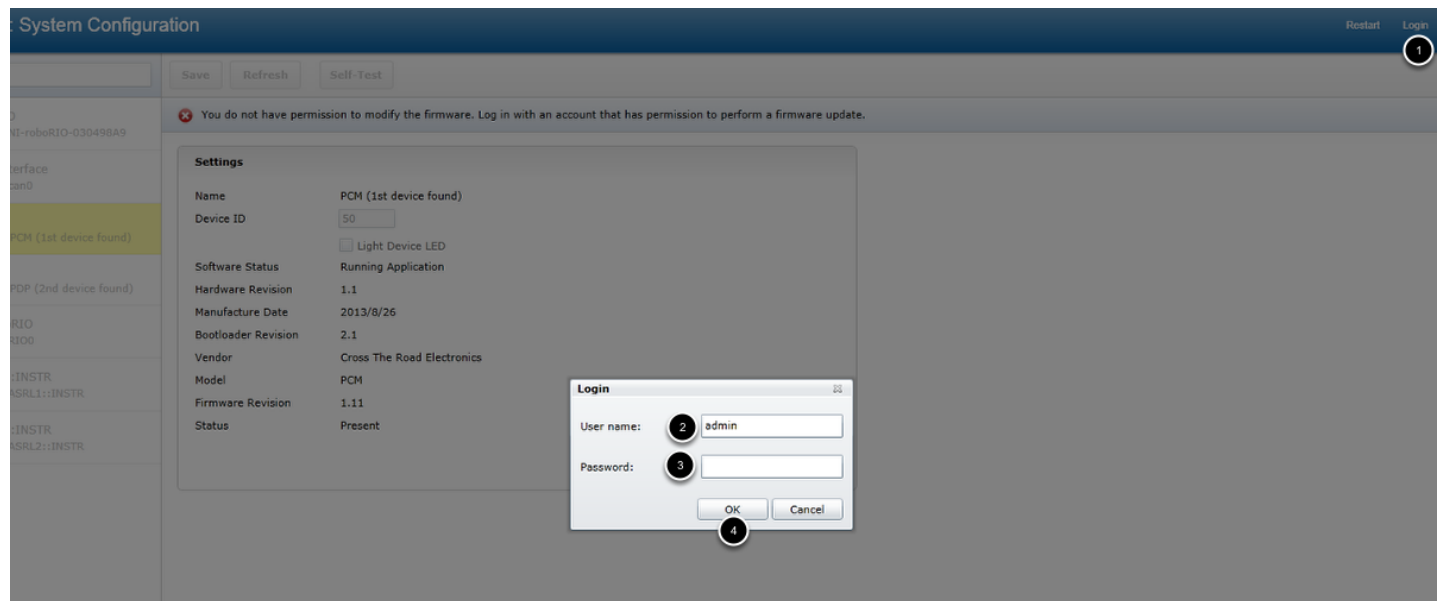 : System Configuration
Restart Login
1
Save Refresh Self-Test
You do not have permission to modify the firmware. Log in with an account that has permission to perform a firmware update.
NI-roboRIO-030498A9
terface
can0
PCM (1st device found)
PDP (2nd device found)
RIO
RIO0
::INSTR
ASRL1::INSTR
::INSTR
ASRL2::INSTR
Settings
Name PCM (1st device found)
Device ID 50
Light Device LED
Software Status Running Application
Hardware Revision 1.1
Manufacture Date 2013/8/26
Bootloader Revision 2.1
Vendor Cross The Road Electronics
Model PCM
Firmware Revision 1.11
Status Present
Login
User name: 2 admin
Password: 3
OK Cancel
4